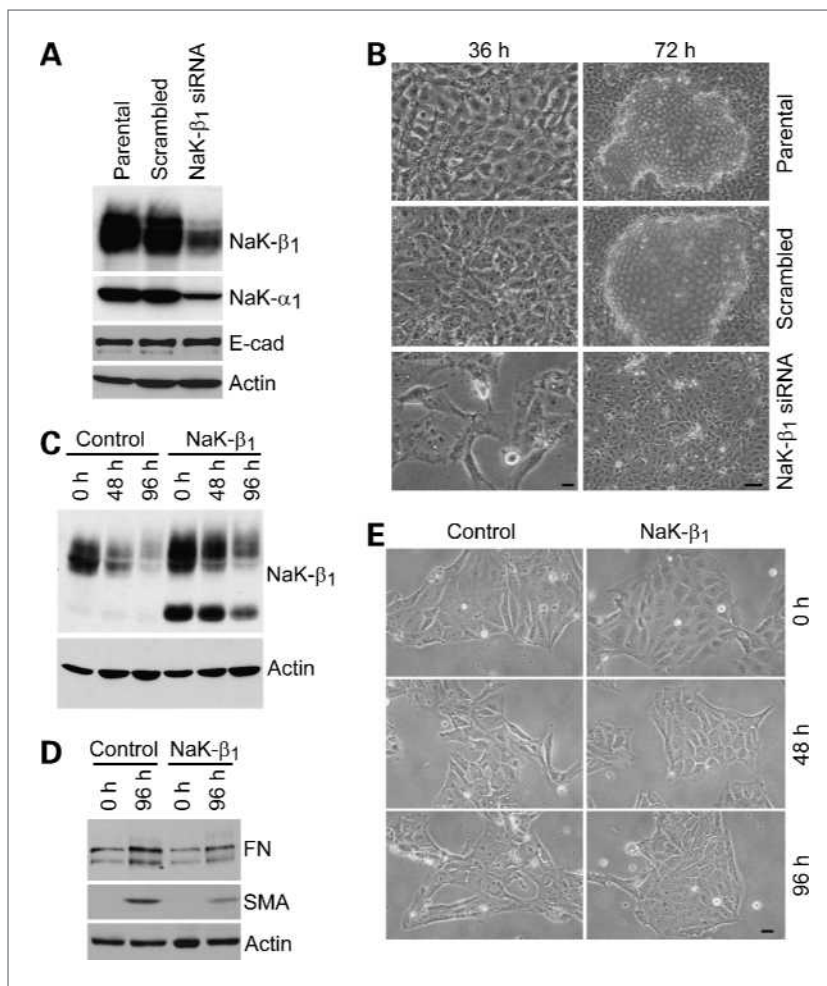 A
Parental
Scrambled
NaK-β1 siRNA
NaK-β1
NaK-α1
E-cad
Actin
B
36 h 72 h
Parental
Scrambled
NaK-β1 siRNA
C
Control NaK-β1
0 h 48 h 96 h 0 h 48 h 96 h
NaK-β1
Actin
D
Control NaK-β1
0 h 96 h 0 h 96 h
FN
SMA
Actin
E
Control NaK-β1
0 h
48 h
96 h